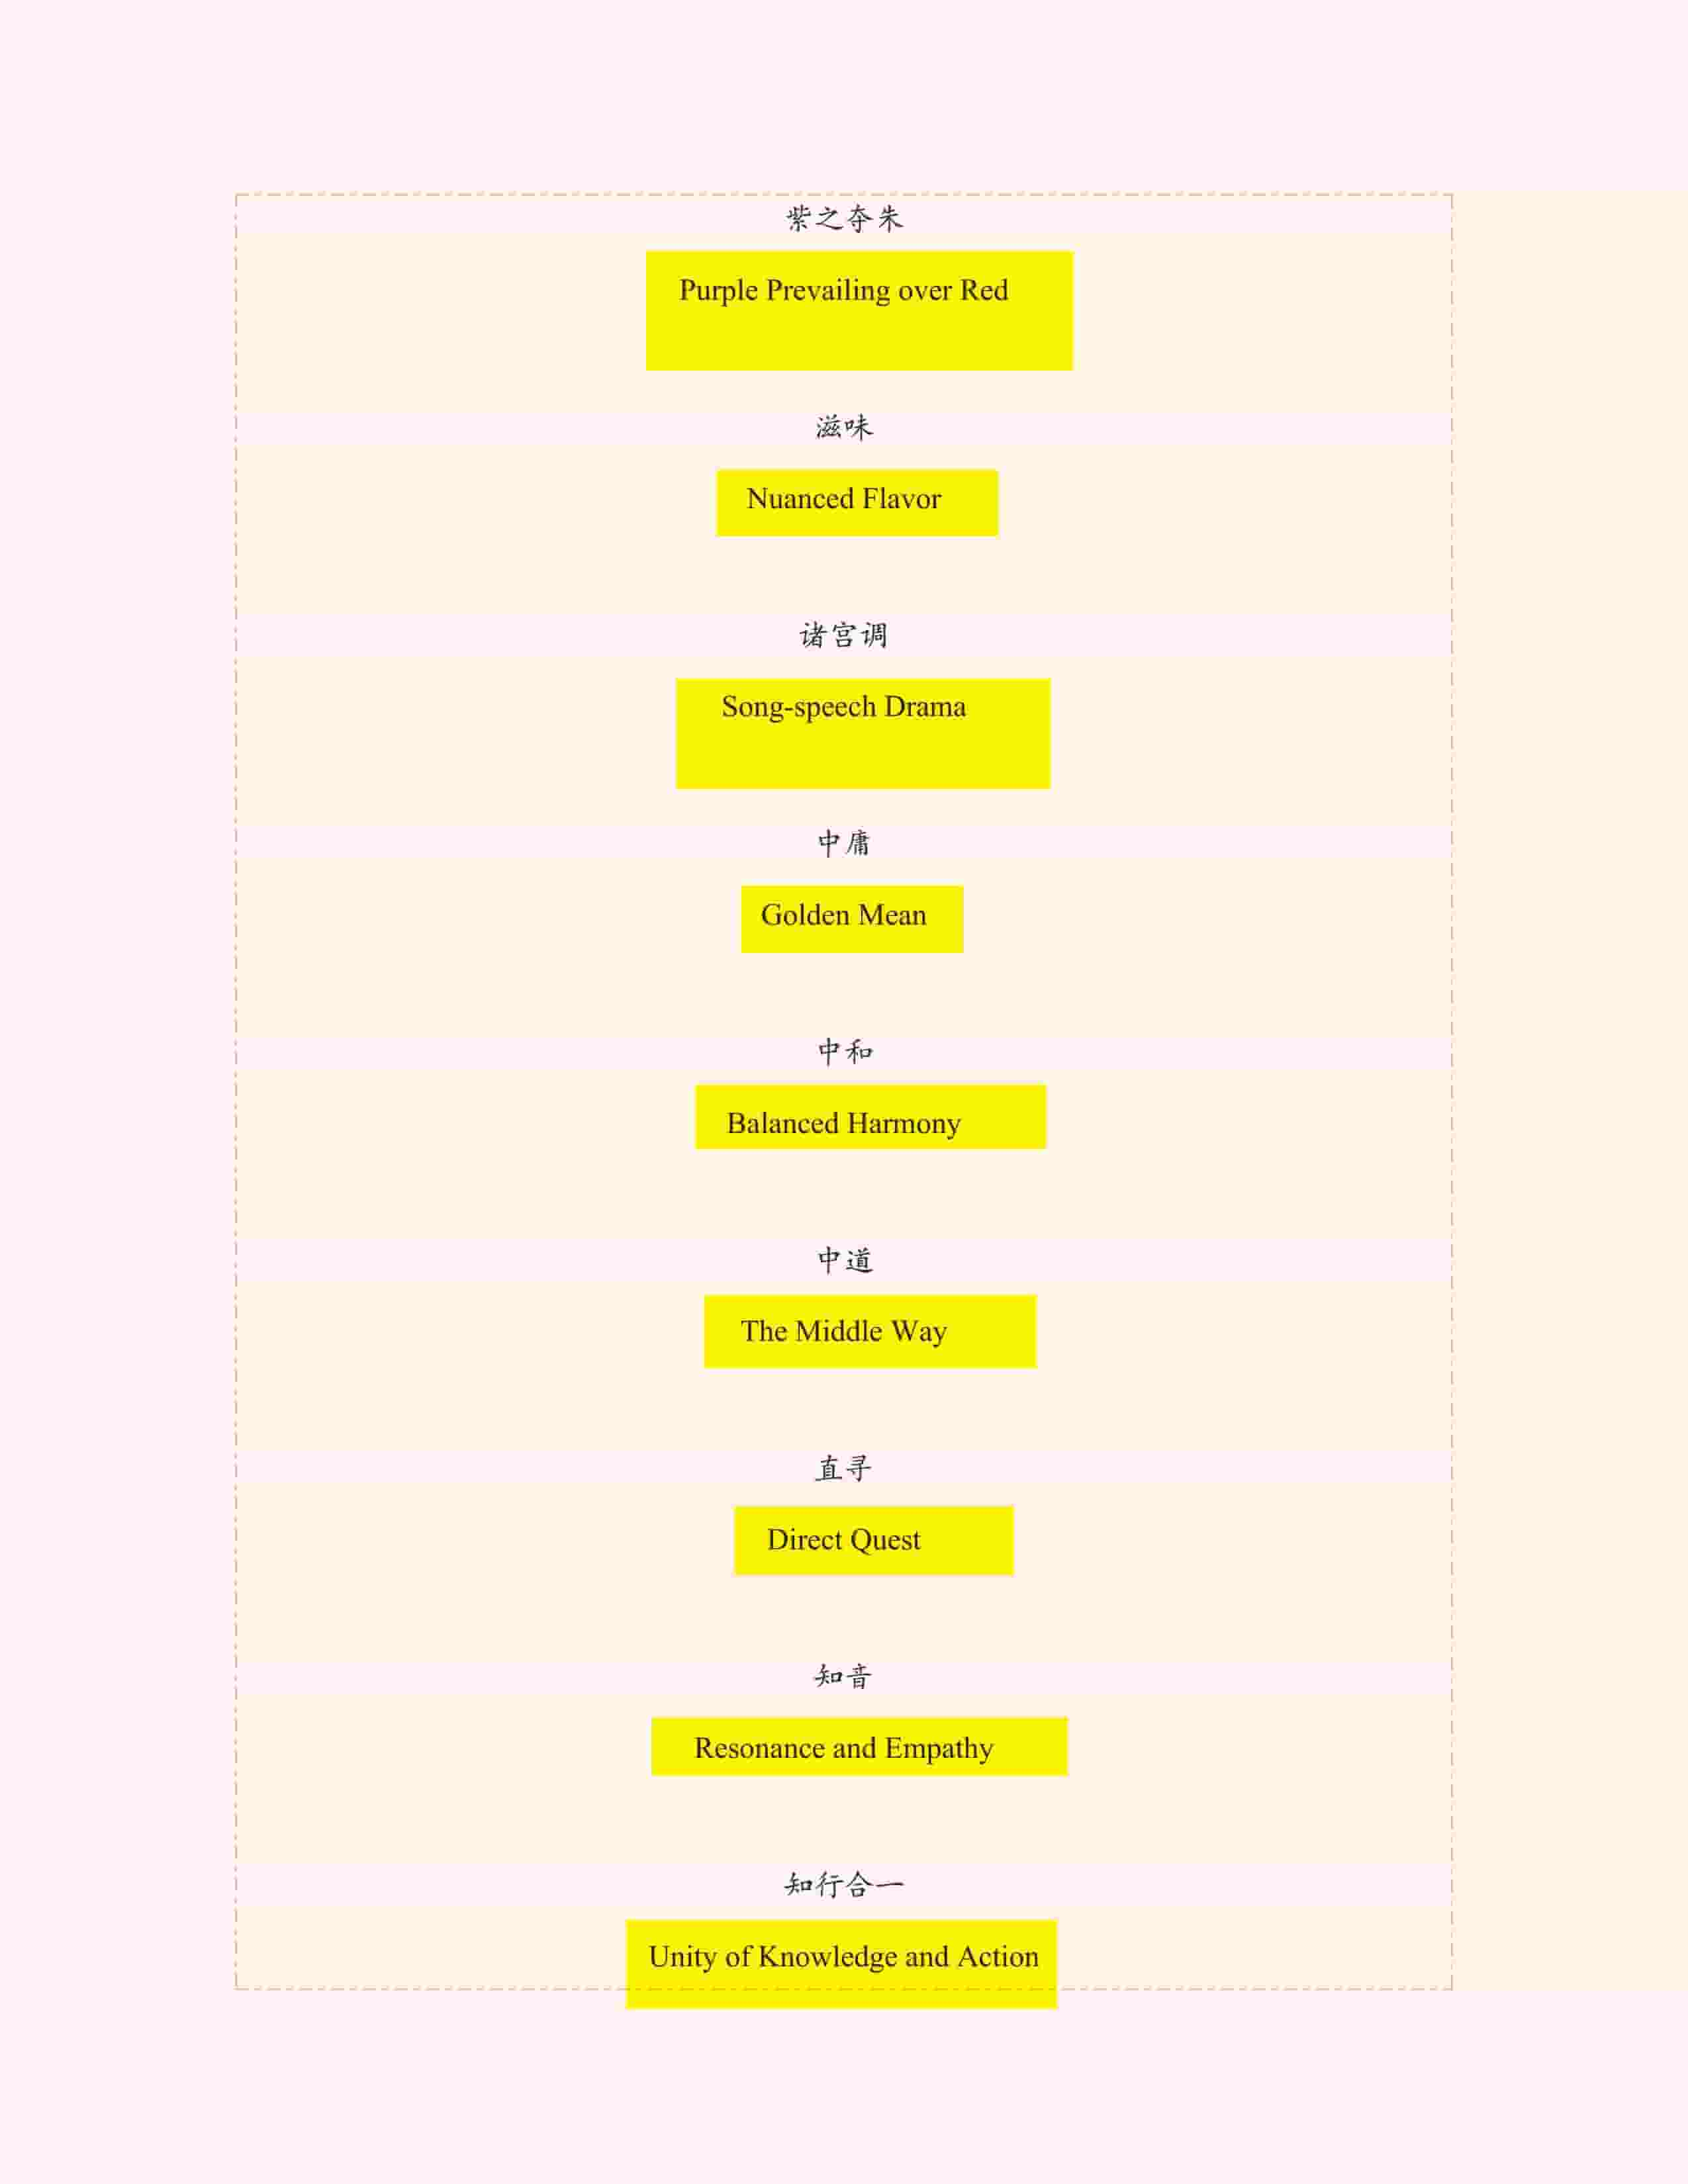 紫之夺朱
Purple Prevailing over Red
滋味
Nuanced Flavor
诸宫调
Song-speech Drama
中庸
Golden Mean
中和
Balanced Harmony
中道
The Middle Way
直寻
Direct Quest
知音
Resonance and Empathy
知行合一
Unity of Knowledge and Action